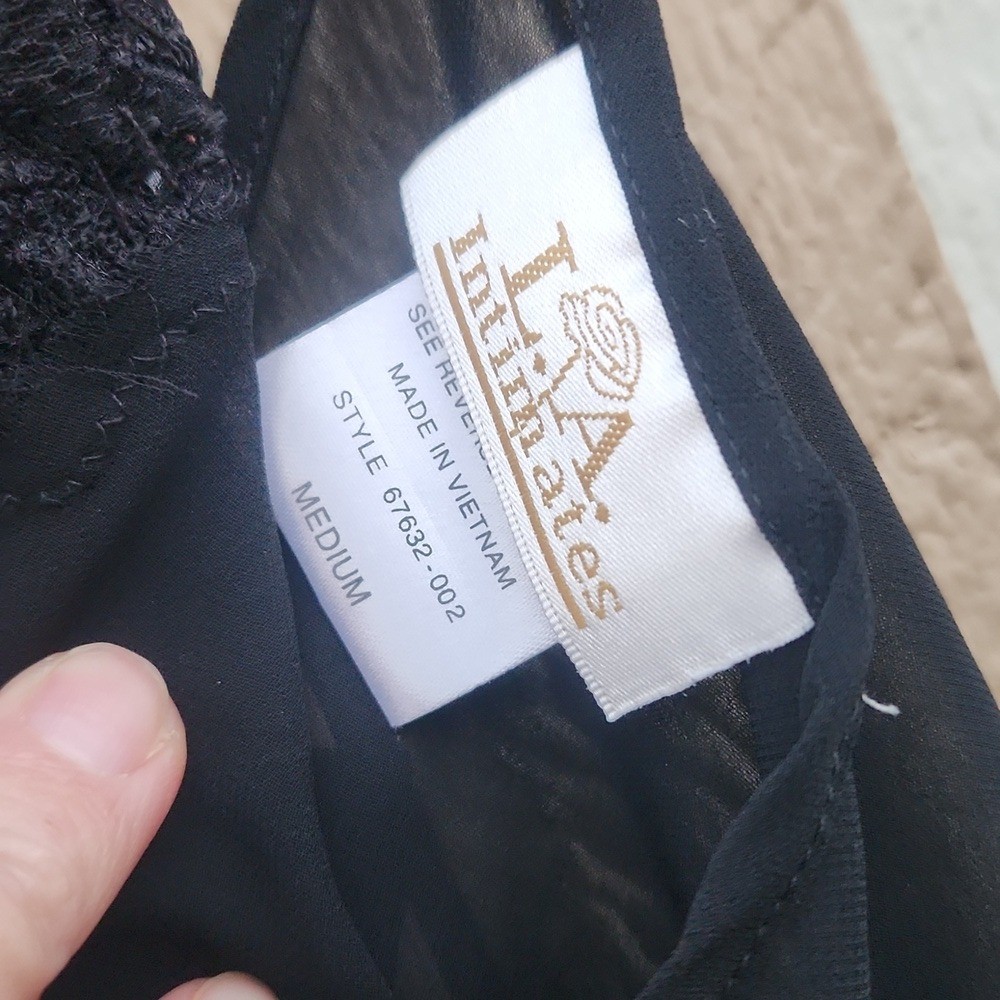 L A
Intimates
SEE REVERSE
MADE IN VIETNAM
STYLE 67632-002
MEDIUM